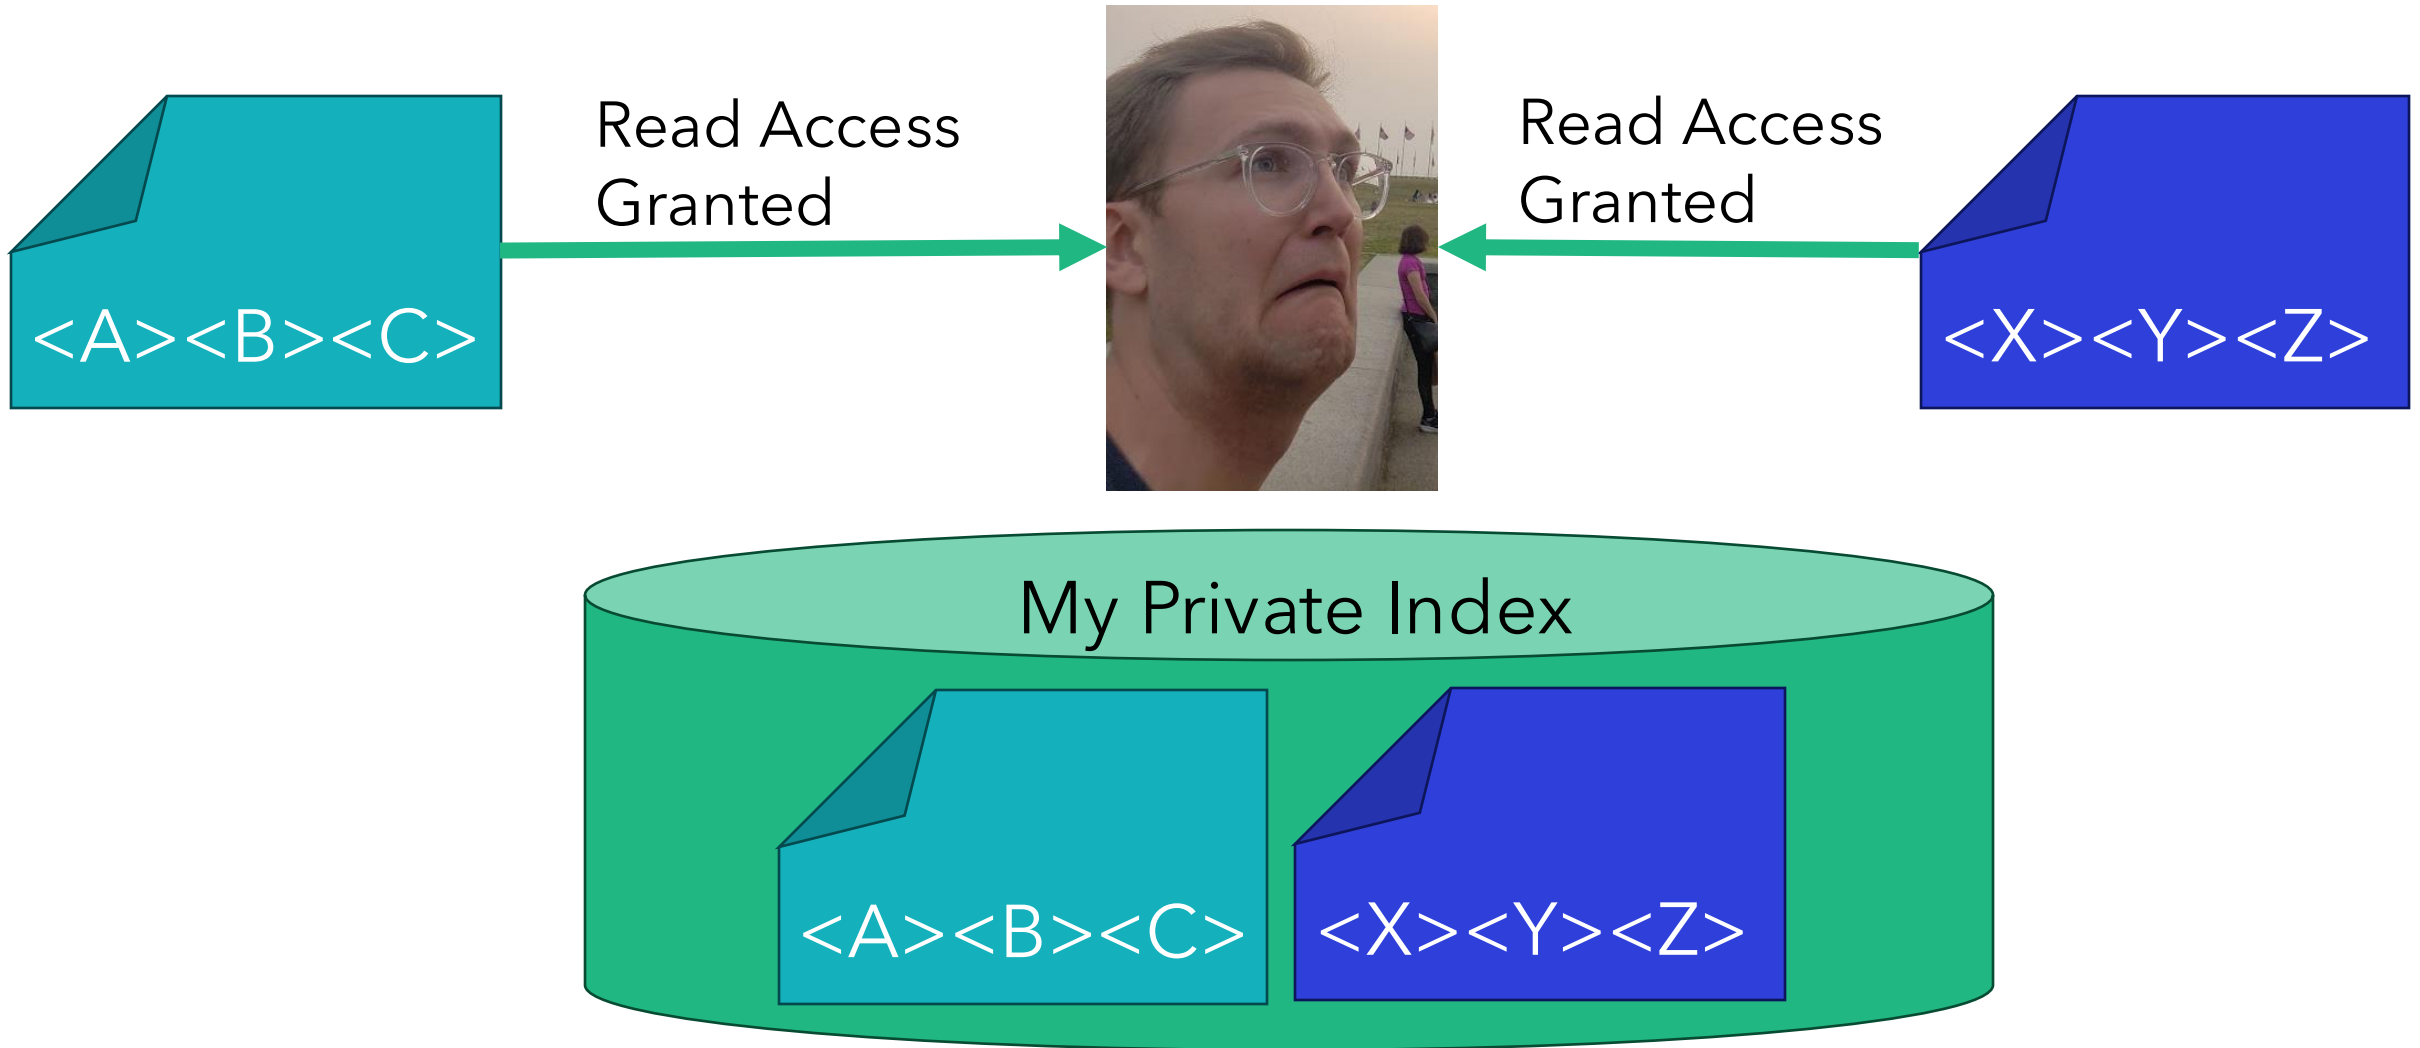 Read Access
Granted
Read Access
Granted
<A><B><C>
<X><Y><Z>
My Private Index
<A><B><C>
<X><Y><Z>